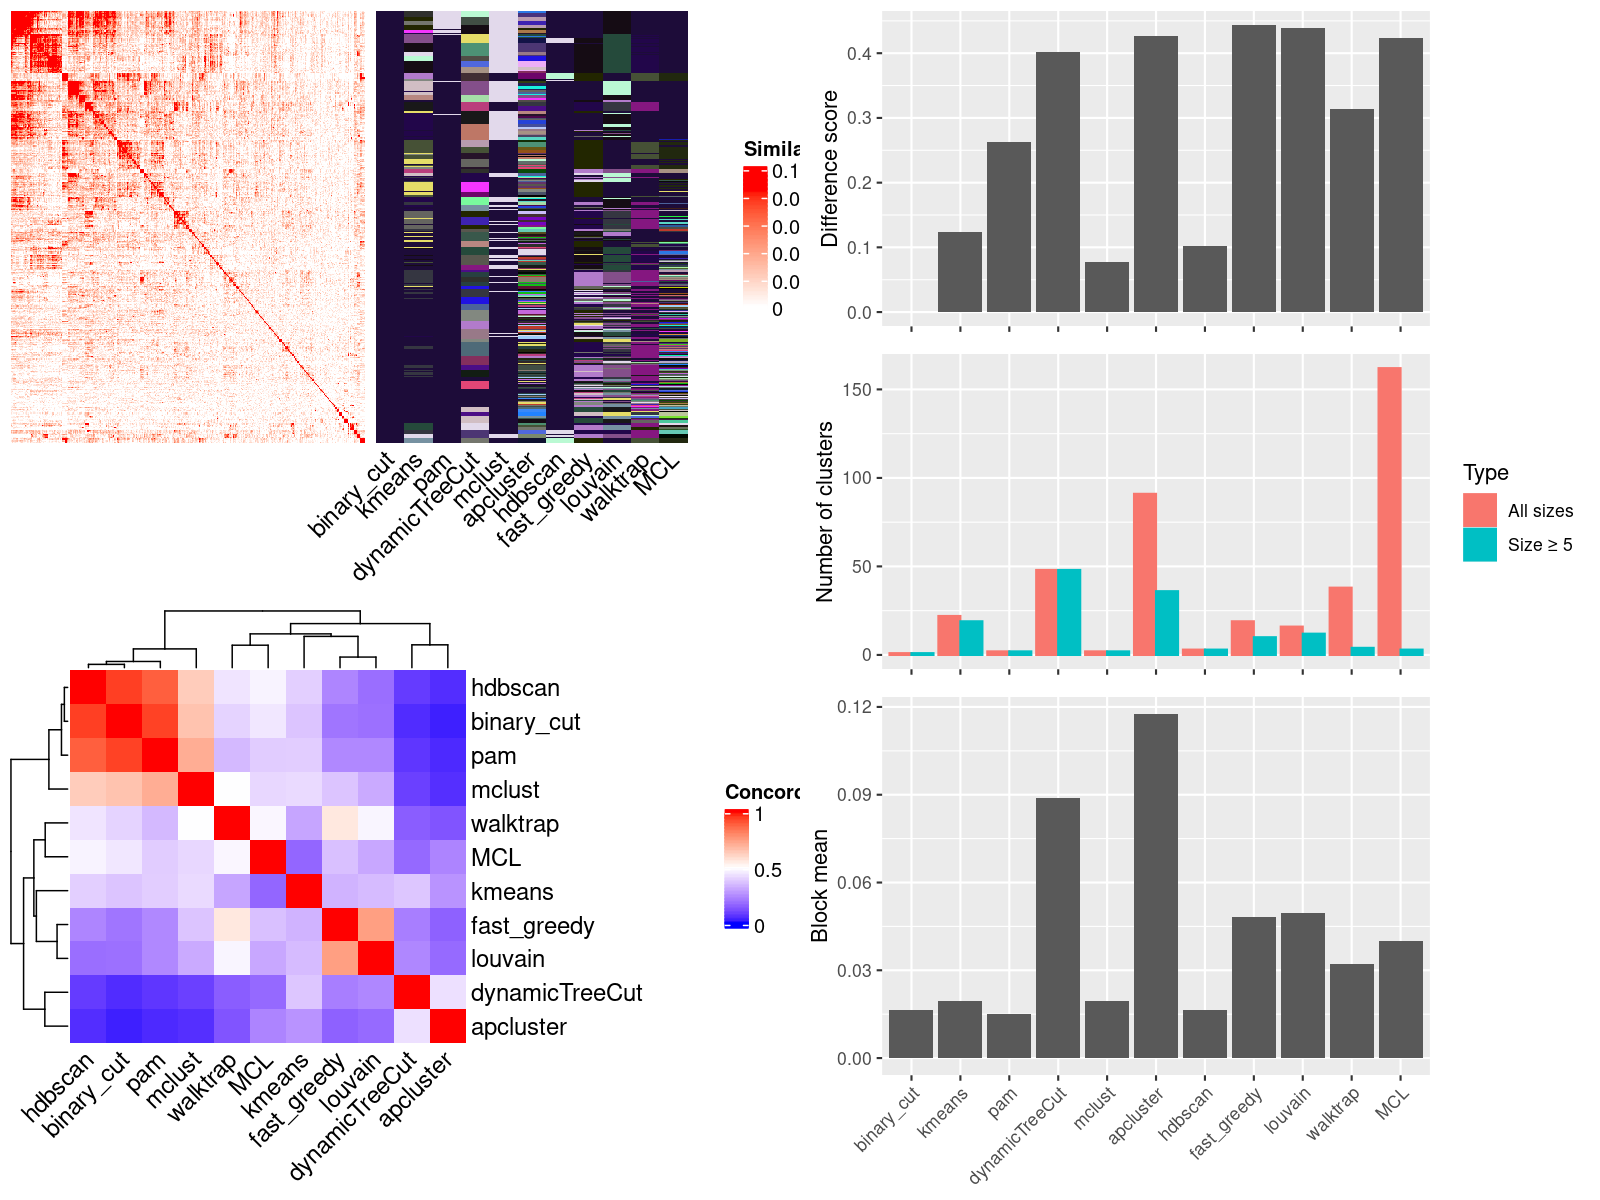 Simila
0.1
0.0
0.0
0.0
0.0
0
binary_cut
kmeans
pam
dynamicTreeCut
mclust
apcluster
hdbscan
fast_greedy
louvain
walktrap
MCL
hdbscan
binary_cut
pam
mclust
walktrap
MCL
kmeans
fast_greedy
louvain
dynamicTreeCut
apcluster
hdbscan
binary_cut
pam
mclust
walktrap
MCL
kmeans
fast_greedy
louvain
dynamicTreeCut
apcluster
Concord
1
0.5
0
Difference score
0.4
0.3
0.2
0.1
0.0
Number of clusters
150
100
50
0
Type
All sizes
Size ≥ 5
Block mean
0.12
0.09
0.06
0.03
0.00
binary_cut
kmeans
pam
dynamicTreeCut
mclust
apcluster
hdbscan
fast_greedy
louvain
walktrap
MCL